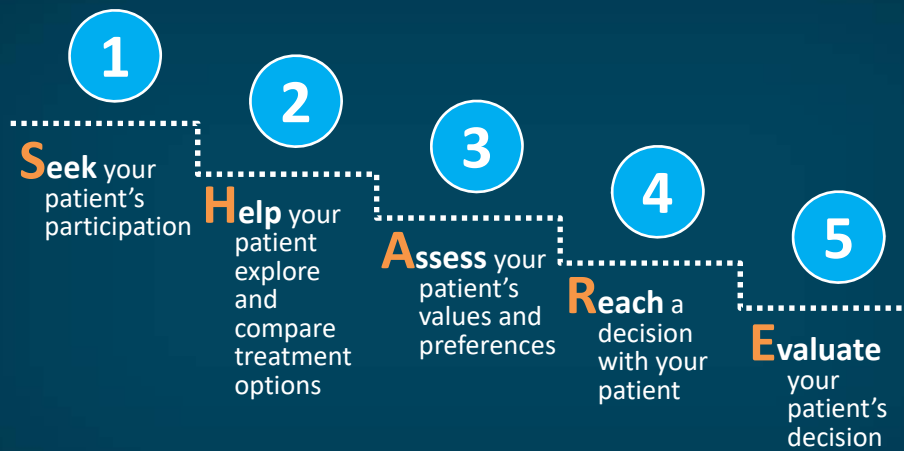 1
Seek your
patient's
participation
2
Help your
patient
explore
and
compare
treatment
options
3
Assess your
patient's
values and
preferences
4
Reach a
decision
with your
patient
5
Evaluate
your
patient's
decision